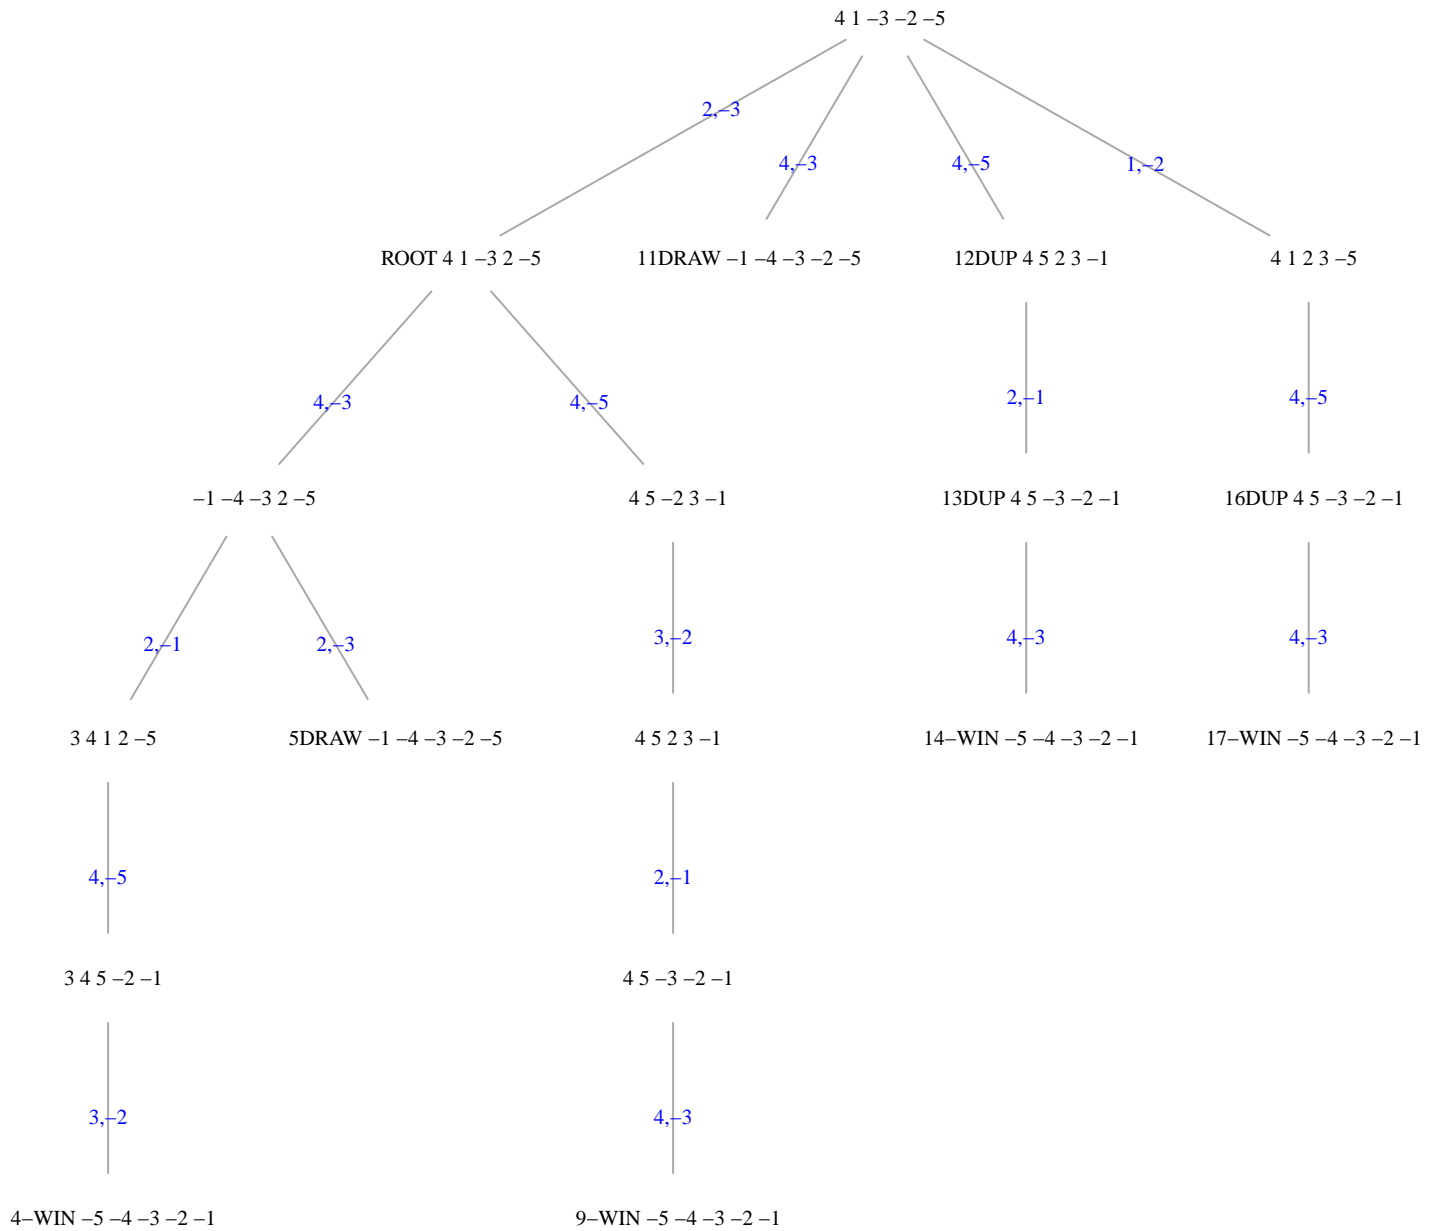 4 1 –3 –2 –5
2,–3
4,–3
4,–5
1,–2
ROOT 4 1 –3 2 –5
11DRAW –1 –4 –3 –2 –5
12DUP 4 5 2 3 –1
4 1 2 3 –5
4,–3
4,–5
2,–1
4,–5
–1 –4 –3 2 –5
4 5 –2 3 –1
13DUP 4 5 –3 –2 –1
16DUP 4 5 –3 –2 –1
2,–1
2,–3
3,–2
4,–3
4,–3
3 4 1 2 –5
5DRAW –1 –4 –3 –2 –5
4 5 2 3 –1
14–WIN –5 –4 –3 –2 –1
17–WIN –5 –4 –3 –2 –1
4,–5
2,–1
3 4 5 –2 –1
4 5 –3 –2 –1
3,–2
4,–3
4–WIN –5 –4 –3 –2 –1
9–WIN –5 –4 –3 –2 –1